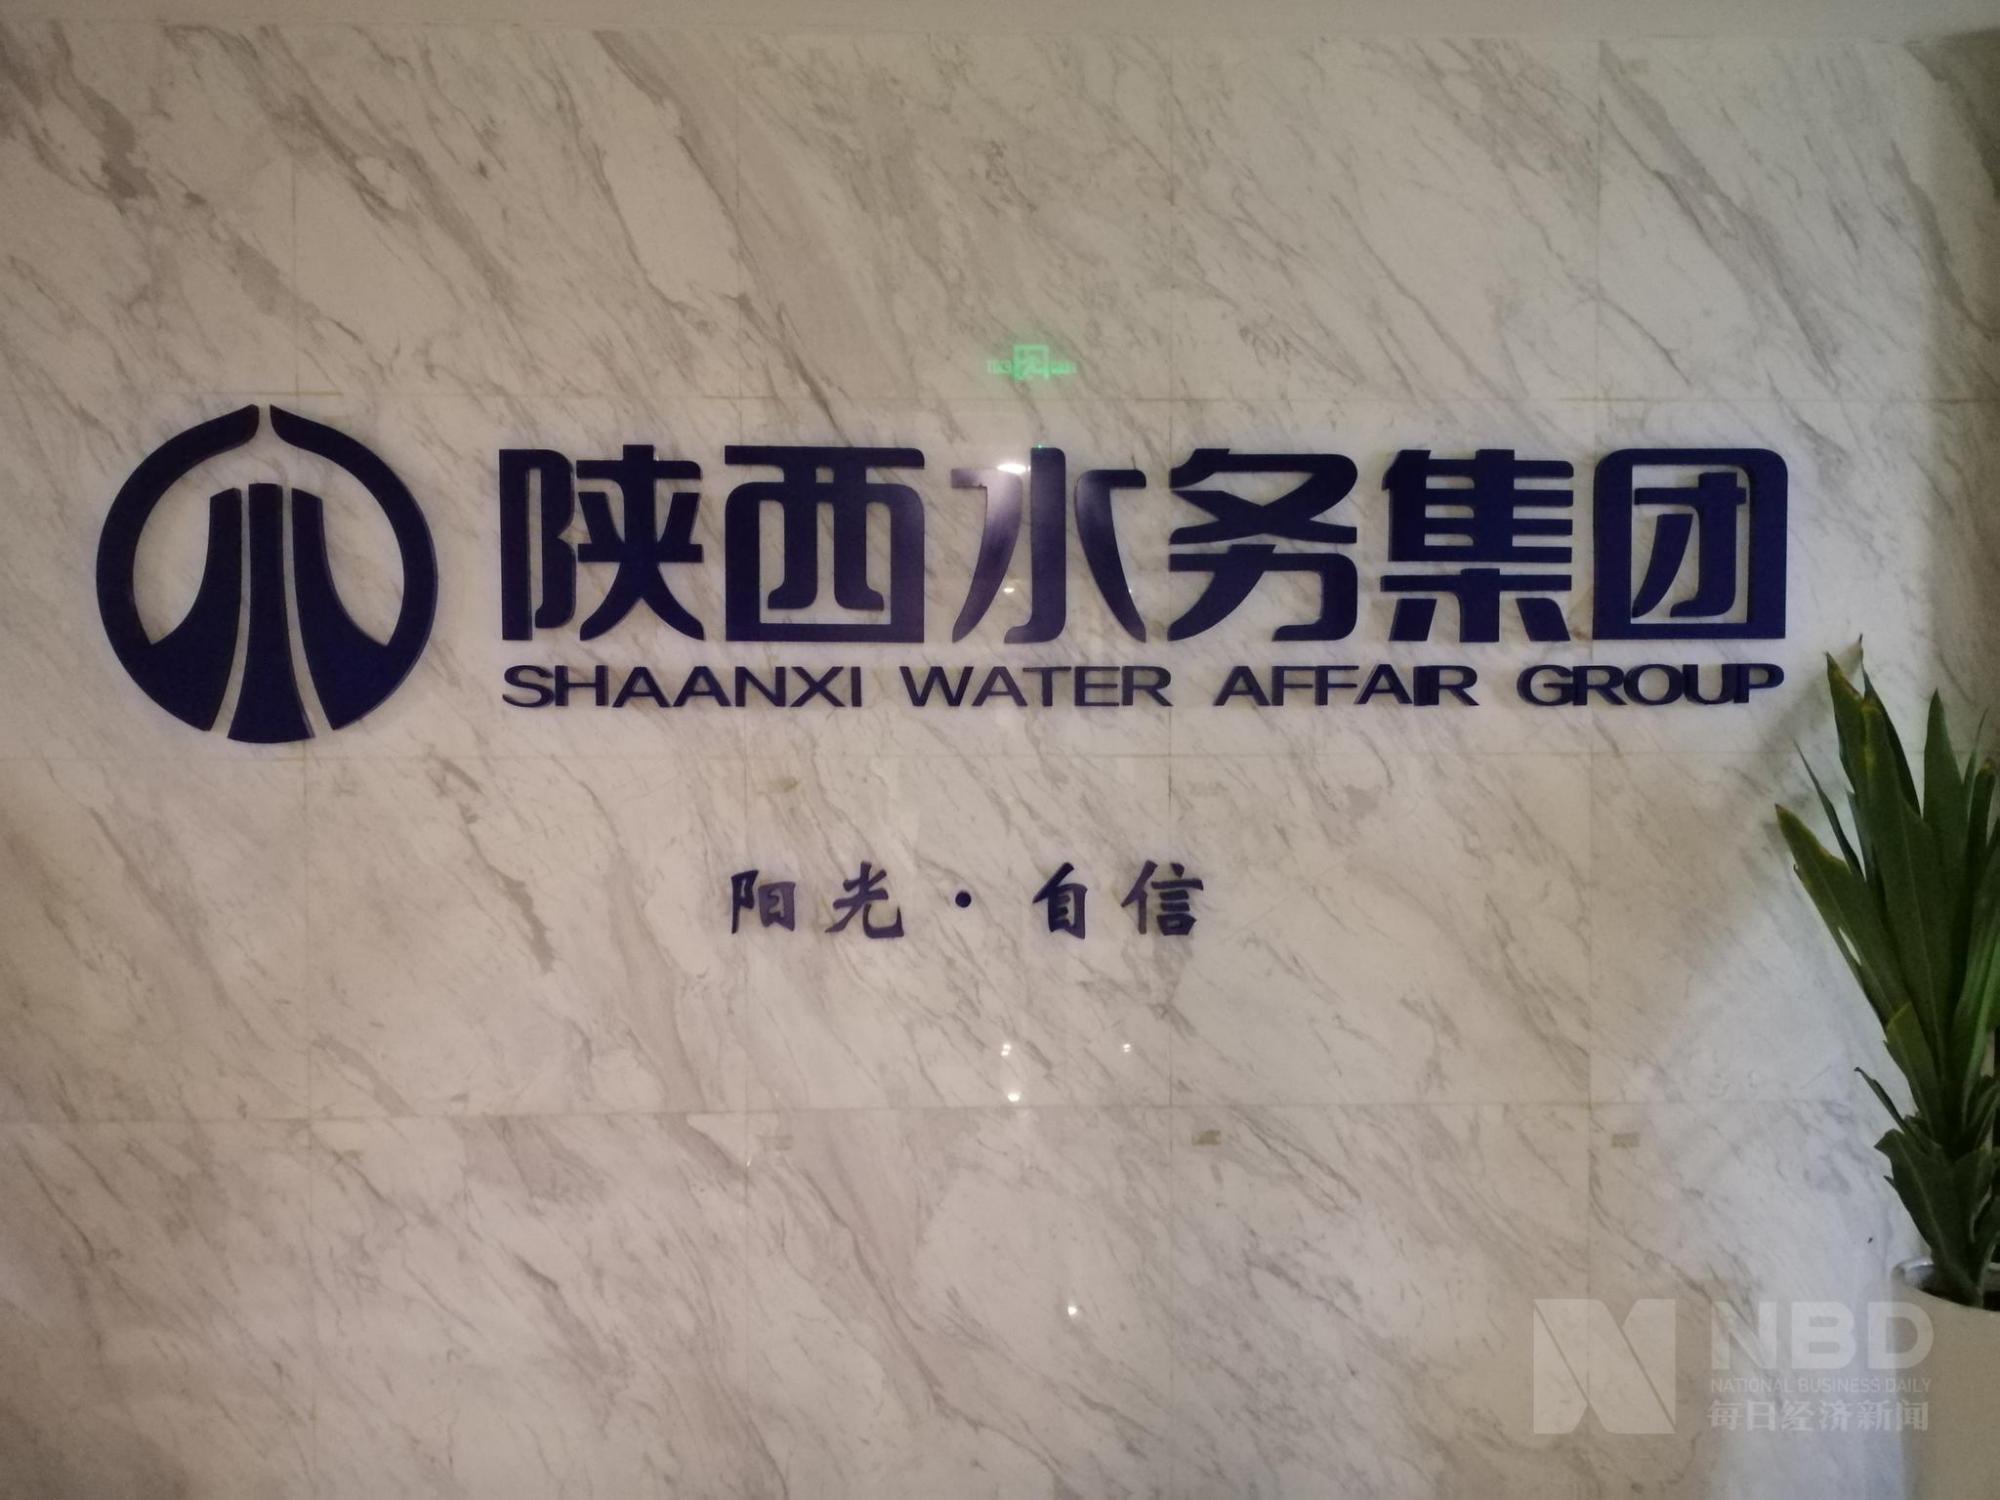 陕西水务集团
SHAANXI WATER AFFAIR GROUP
阳光·自信
NBD
NATIONAL BUSINESS DAILY
每日经济新闻